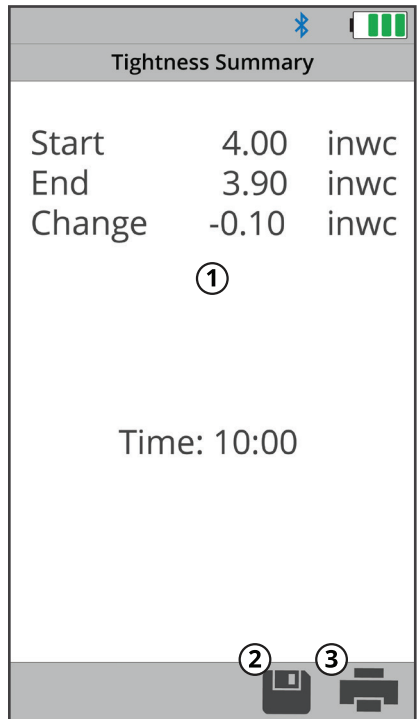 Tightness Summary
Start 4.00 inwc
End 3.90 inwc
Change -0.10 inwc
1
Time: 10:00
2 3